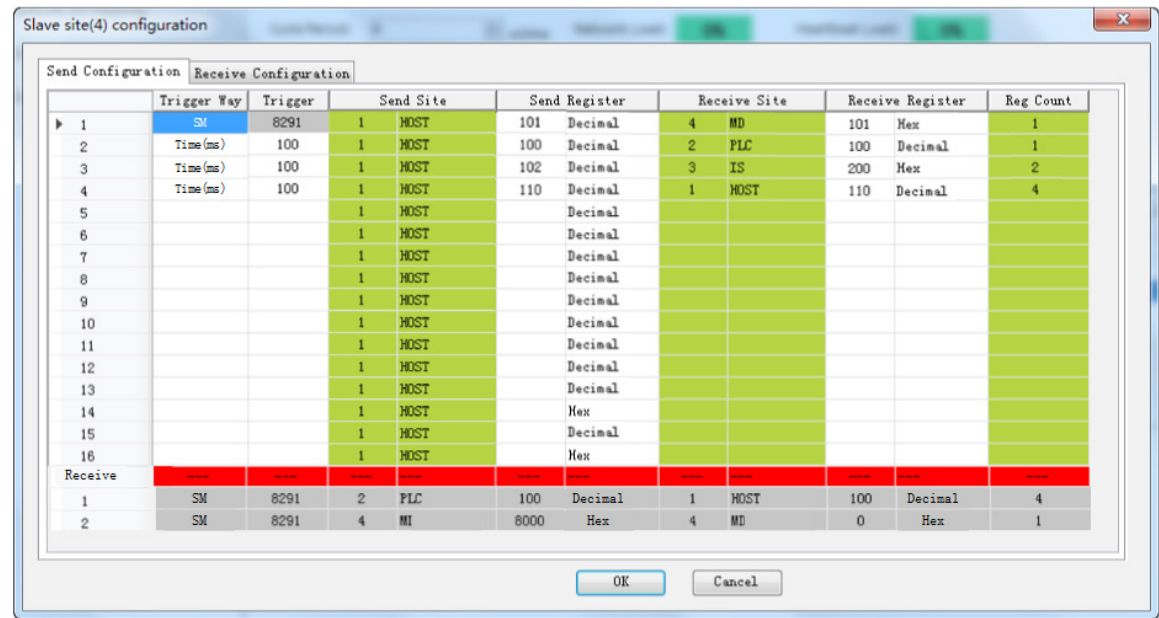 Slave site(4) configuration
Send Configuration Receive Configuration
Trigger Way Trigger Send Site Send Register Receive Site Receive Register Reg Count
1 SM 8291 1 HOST 101 Decimal 4 MD 101 Hex 1
2 Time(ms) 100 1 HOST 100 Decimal 2 PLC 100 Decimal 1
3 Time(ms) 100 1 HOST 102 Decimal 3 IS 200 Hex 2
4 Time(ms) 100 1 HOST 110 Decimal 1 HOST 110 Decimal 4
5 1 HOST Decimal
6 1 HOST Decimal
7 1 HOST Decimal
8 1 HOST Decimal
9 1 HOST Decimal
10 1 HOST Decimal
11 1 HOST Decimal
12 1 HOST Decimal
13 1 HOST Decimal
14 1 HOST Hex
15 1 HOST Decimal
16 1 HOST Hex
Receive --- --- --- --- --- --- --- --- --- --- ---
1 SM 8291 2 PLC 100 Decimal 1 HOST 100 Decimal 4
2 SM 8291 4 MI 8000 Hex 4 MD 0 Hex 1
OK Cancel